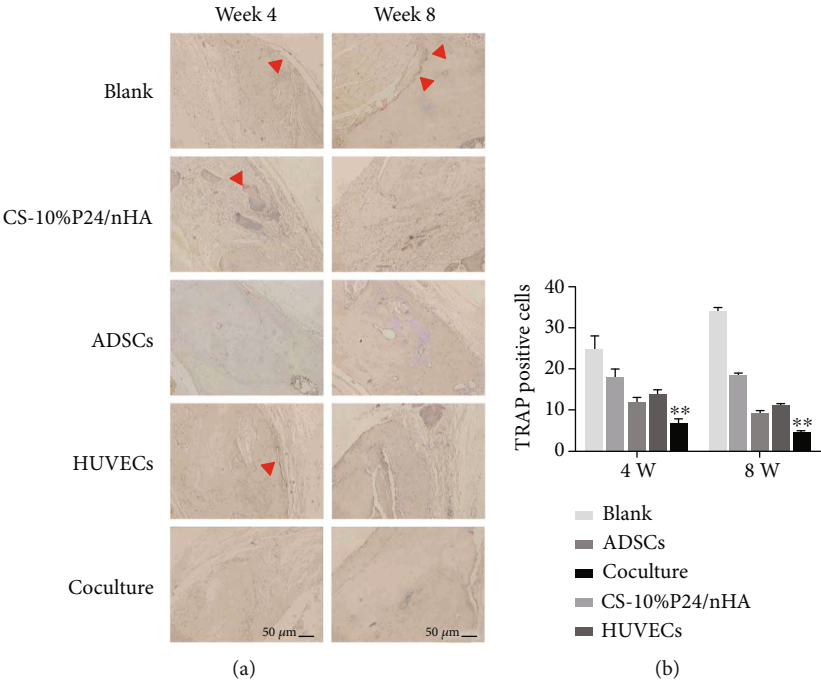 Week 4 Week 8
Blank
CS-10%P24/nHA
ADSCs
HUVECs
Coculture
50 μm 50 μm
(a)
TRAP positive cells
40
30
20
10
0
** **
4 W 8 W
Blank
ADSCs
Coculture
CS-10%P24/nHA
HUVECs
(b)